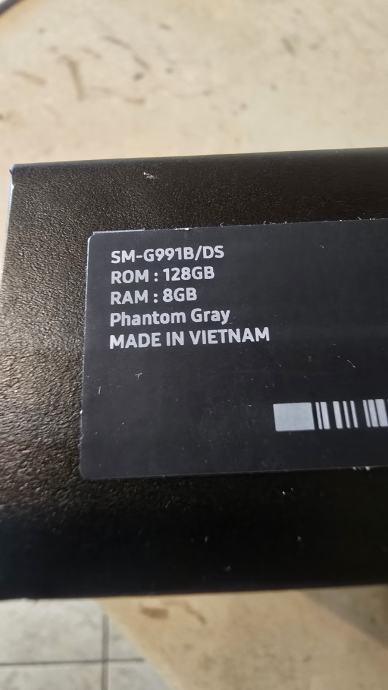 SM-G991B/DS
ROM : 128GB
RAM : 8GB
Phantom Gray
MADE IN VIETNAM